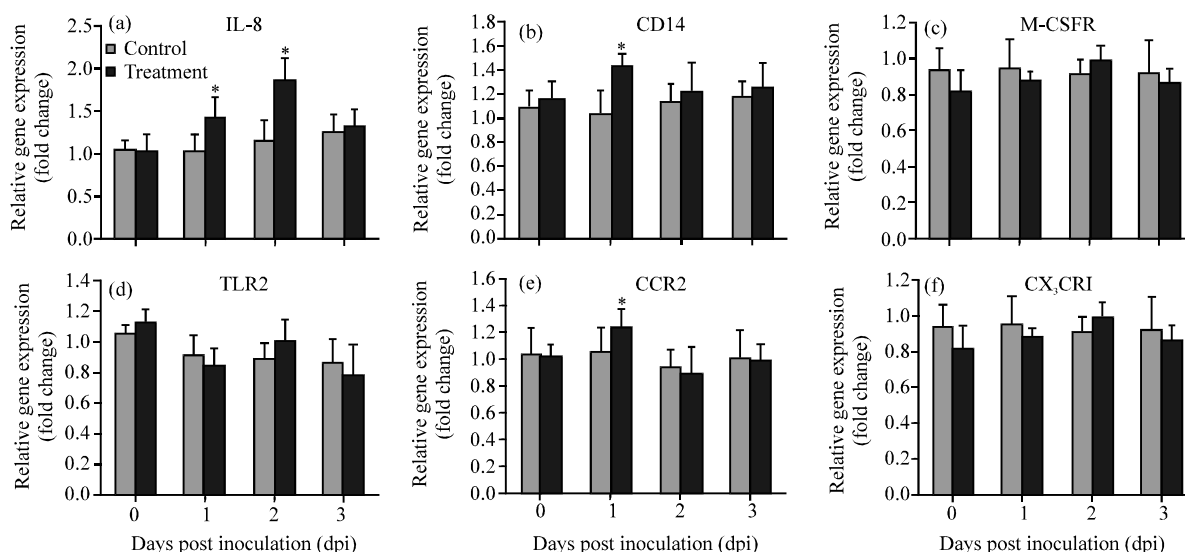 (a) IL-8
Control
Treatment
*
*
Relative gene expression
(fold change)
2.5
2.0
1.5
1.0
0.5
0.0
(b) CD14
*
Relative gene expression
(fold change)
1.8
1.6
1.4
1.2
1.0
0.8
0.6
0.4
0.2
0.0
(c) M-CSFR
Relative gene expression
(fold change)
1.2
1.0
0.8
0.6
0.4
0.2
0.0
(d) TLR2
Relative gene expression
(fold change)
1.4
1.2
1.0
0.8
0.6
0.4
0.2
0.0
0 1 2 3
Days post inoculation (dpi)
(e) CCR2
*
Relative gene expression
(fold change)
1.6
1.4
1.2
1.0
0.8
0.6
0.4
0.2
0.0
0 1 2 3
Days post inoculation (dpi)
(f) CX₃CRI
Relative gene expression
(fold change)
1.2
1.0
0.8
0.6
0.4
0.2
0.0
0 1 2 3
Days post inoculation (dpi)